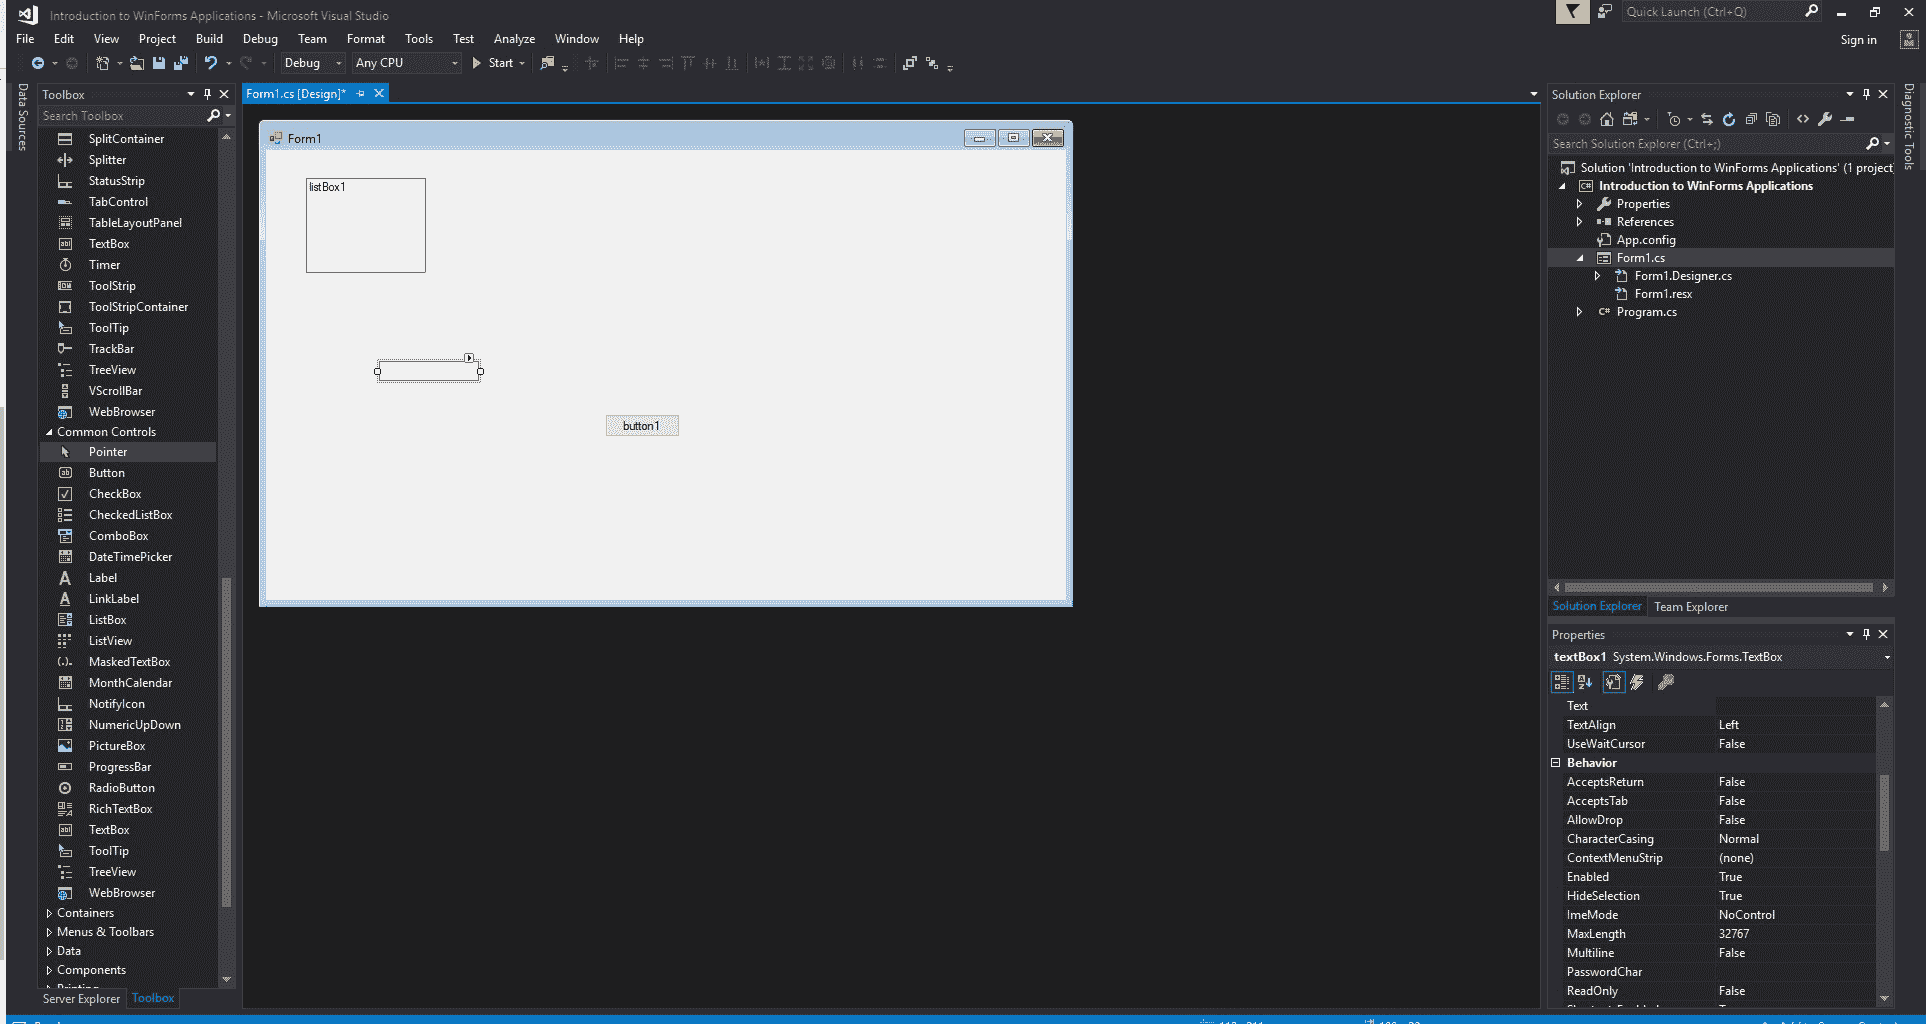 Introduction to WinForms Applications - Microsoft Visual Studio
Quick Launch (Ctrl+Q)
File Edit View Project Build Debug Team Format Tools Test Analyze Window Help
Sign in
Debug Any CPU Start
Data Sources
Toolbox
Search Toolbox
SplitContainer
Splitter
StatusStrip
TabControl
TableLayoutPanel
TextBox
Timer
ToolStrip
ToolStripContainer
ToolTip
TrackBar
TreeView
VScrollBar
WebBrowser
Common Controls
Pointer
Button
CheckBox
CheckedListBox
ComboBox
DateTimePicker
Label
LinkLabel
ListBox
ListView
MaskedTextBox
MonthCalendar
NotifyIcon
NumericUpDown
PictureBox
ProgressBar
RadioButton
RichTextBox
TextBox
ToolTip
TreeView
WebBrowser
Containers
Menus & Toolbars
Data
Components
Server Explorer Toolbox
Form1.cs [Design]*
Form1
listBox1
button1
Solution Explorer
Search Solution Explorer (Ctrl+;)
Solution 'Introduction to WinForms Applications' (1 project
Introduction to WinForms Applications
Properties
References
App.config
Form1.cs
Form1.Designer.cs
Form1.resx
Program.cs
Solution Explorer Team Explorer
Properties
textBox1 System.Windows.Forms.TextBox
Text
TextAlign Left
UseWaitCursor False
Behavior
AcceptsReturn False
AcceptsTab False
AllowDrop False
CharacterCasing Normal
ContextMenuStrip (none)
Enabled True
HideSelection True
ImeMode NoControl
MaxLength 32767
Multiline False
PasswordChar
ReadOnly False
Diagnostic Tools